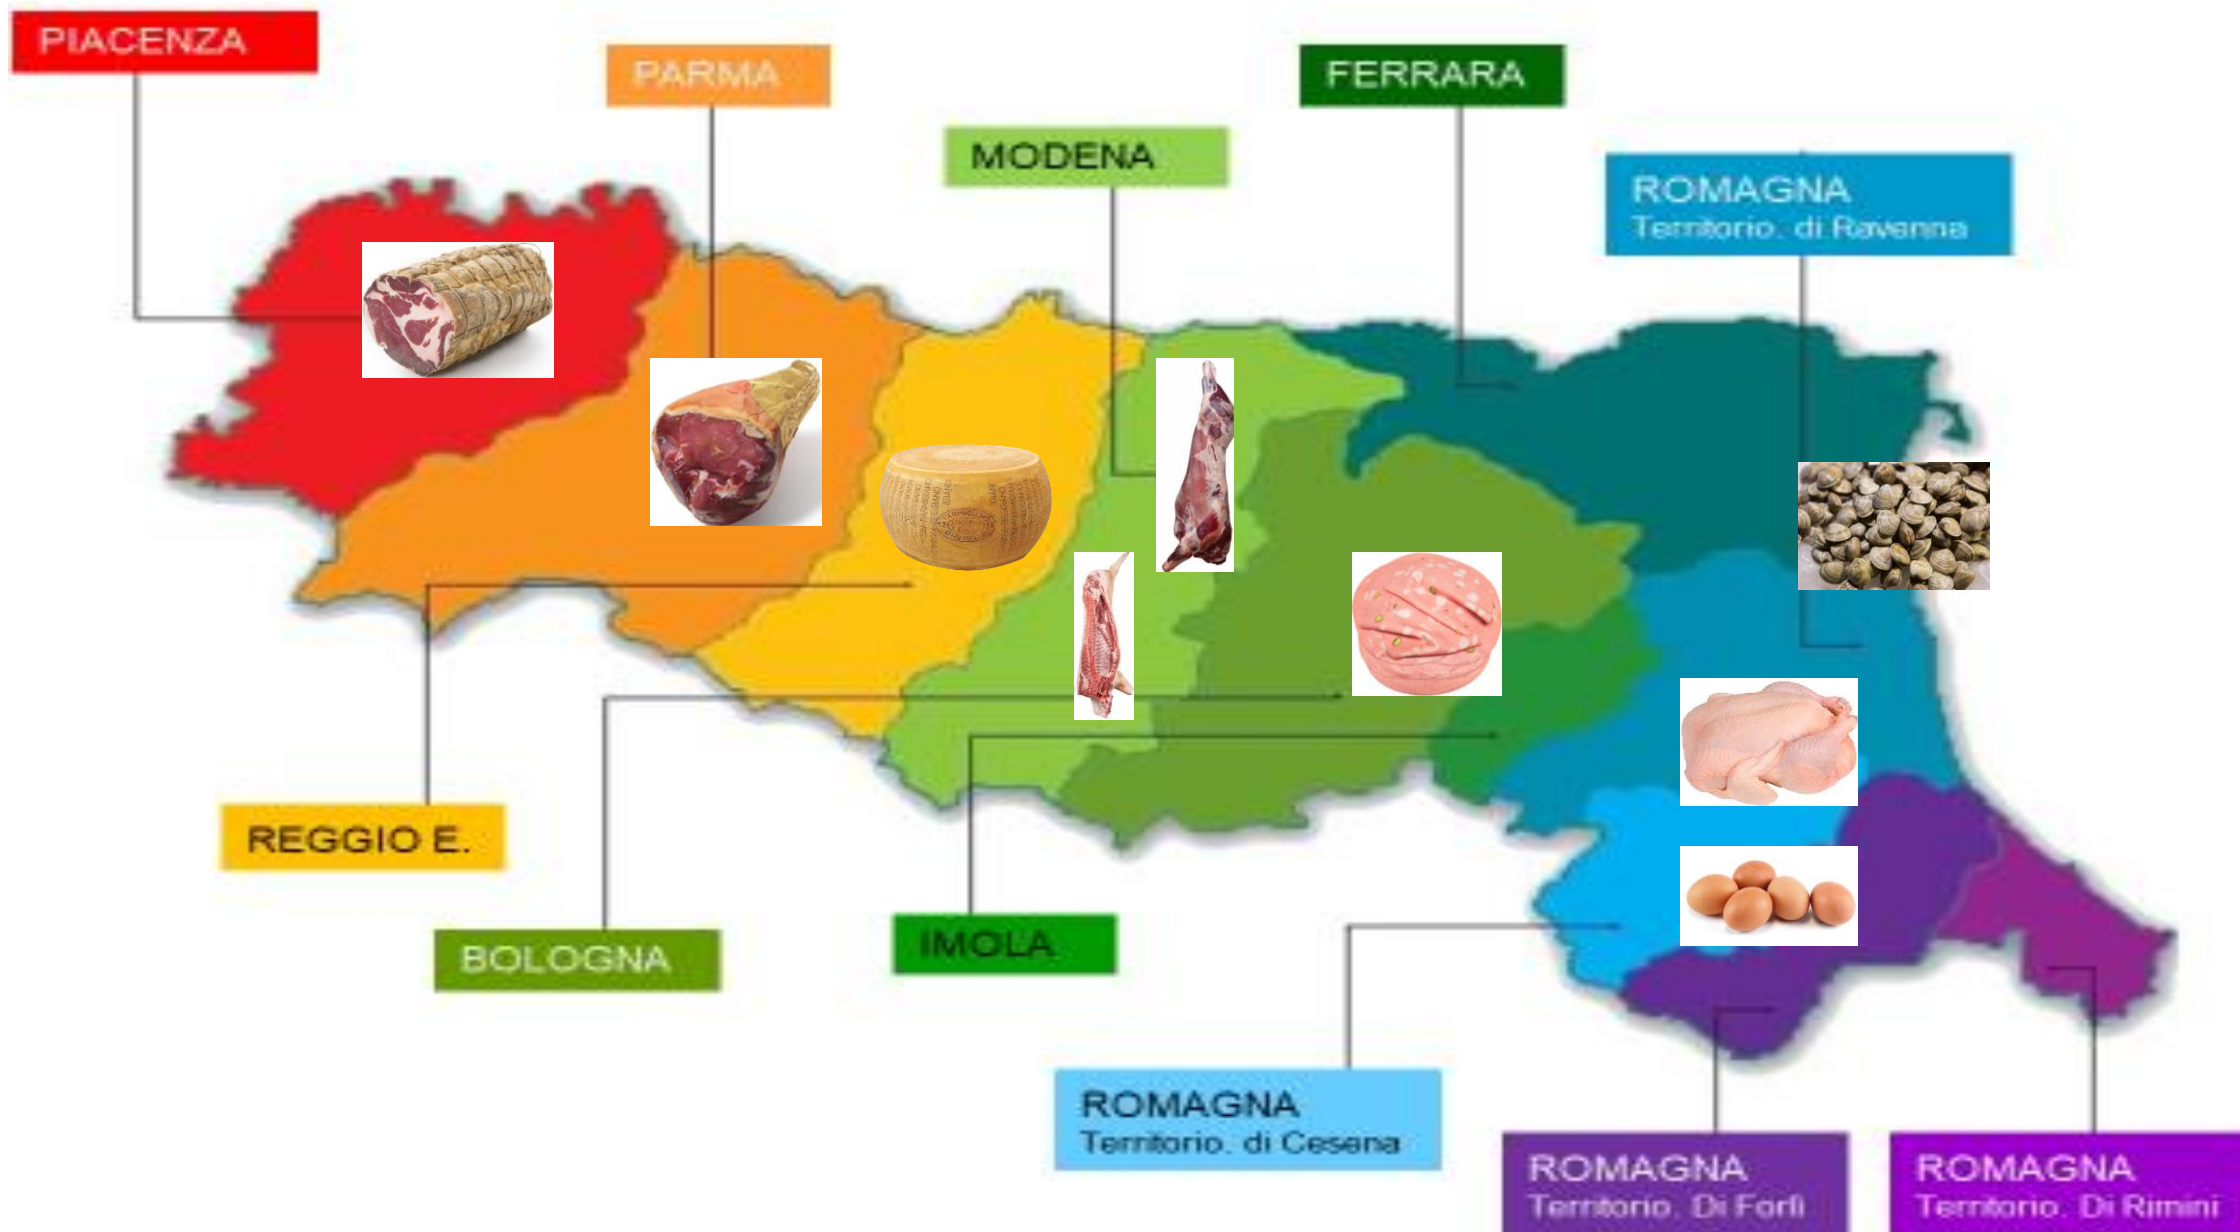 PIACENZA
PARMA
FERRARA
MODENA
ROMAGNA
Territorio. di Ravenna
REGGIO E.
BOLOGNA
IMOLA
ROMAGNA
Territorio. di Cesena
ROMAGNA
Territorio. Di Forlì
ROMAGNA
Territorio. Di Rimini